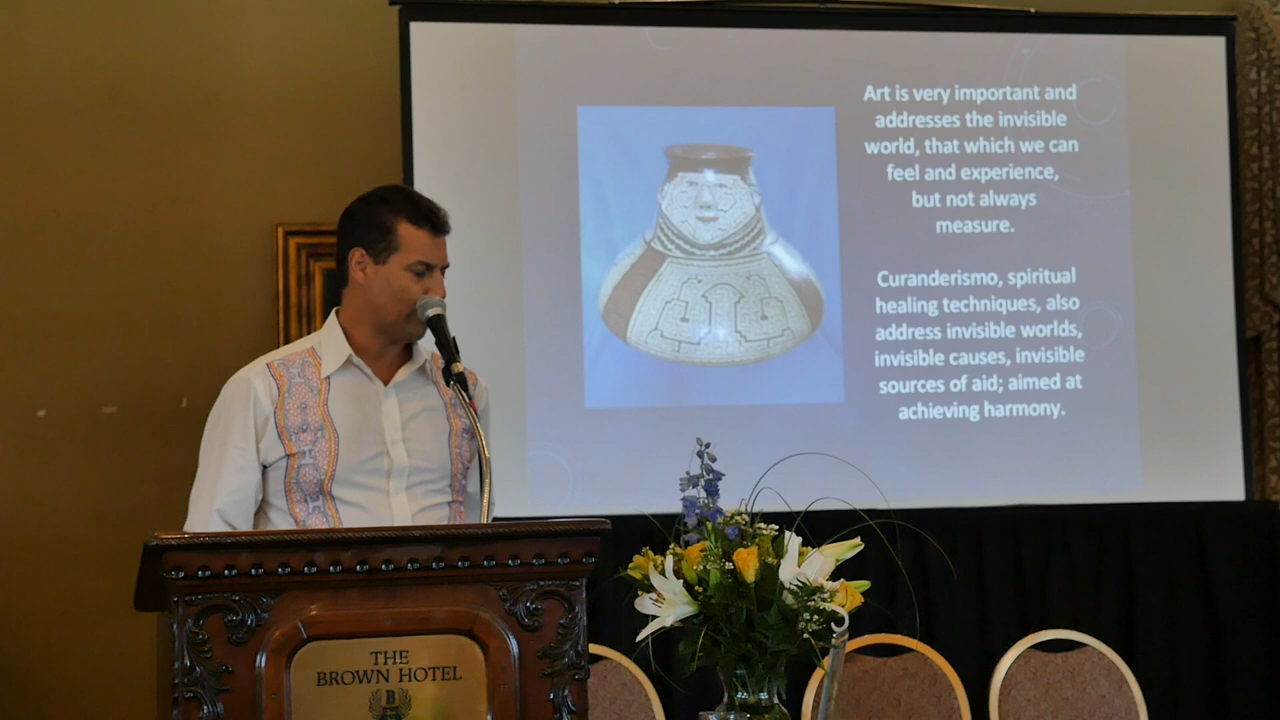 Art is very important and
addresses the invisible
world, that which we can
feel and experience,
but not always
measure.
Curanderismo, spiritual
healing techniques, also
address invisible worlds,
invisible causes, invisible
sources of aid; aimed at
achieving harmony.
THE
BROWN HOTEL
B